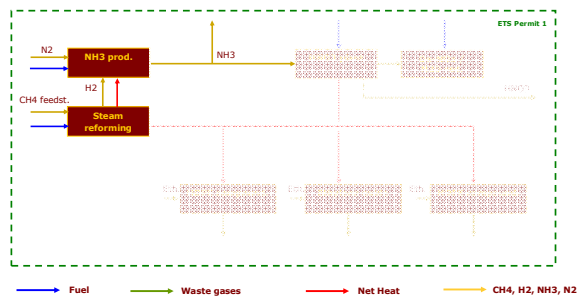 ETS Permit 1
N2
NH3 prod.
NH3
H2
CH4 feedst.
Steam
reforming
Fuel
Waste gases
Net Heat
CH4, H2, NH3, N2